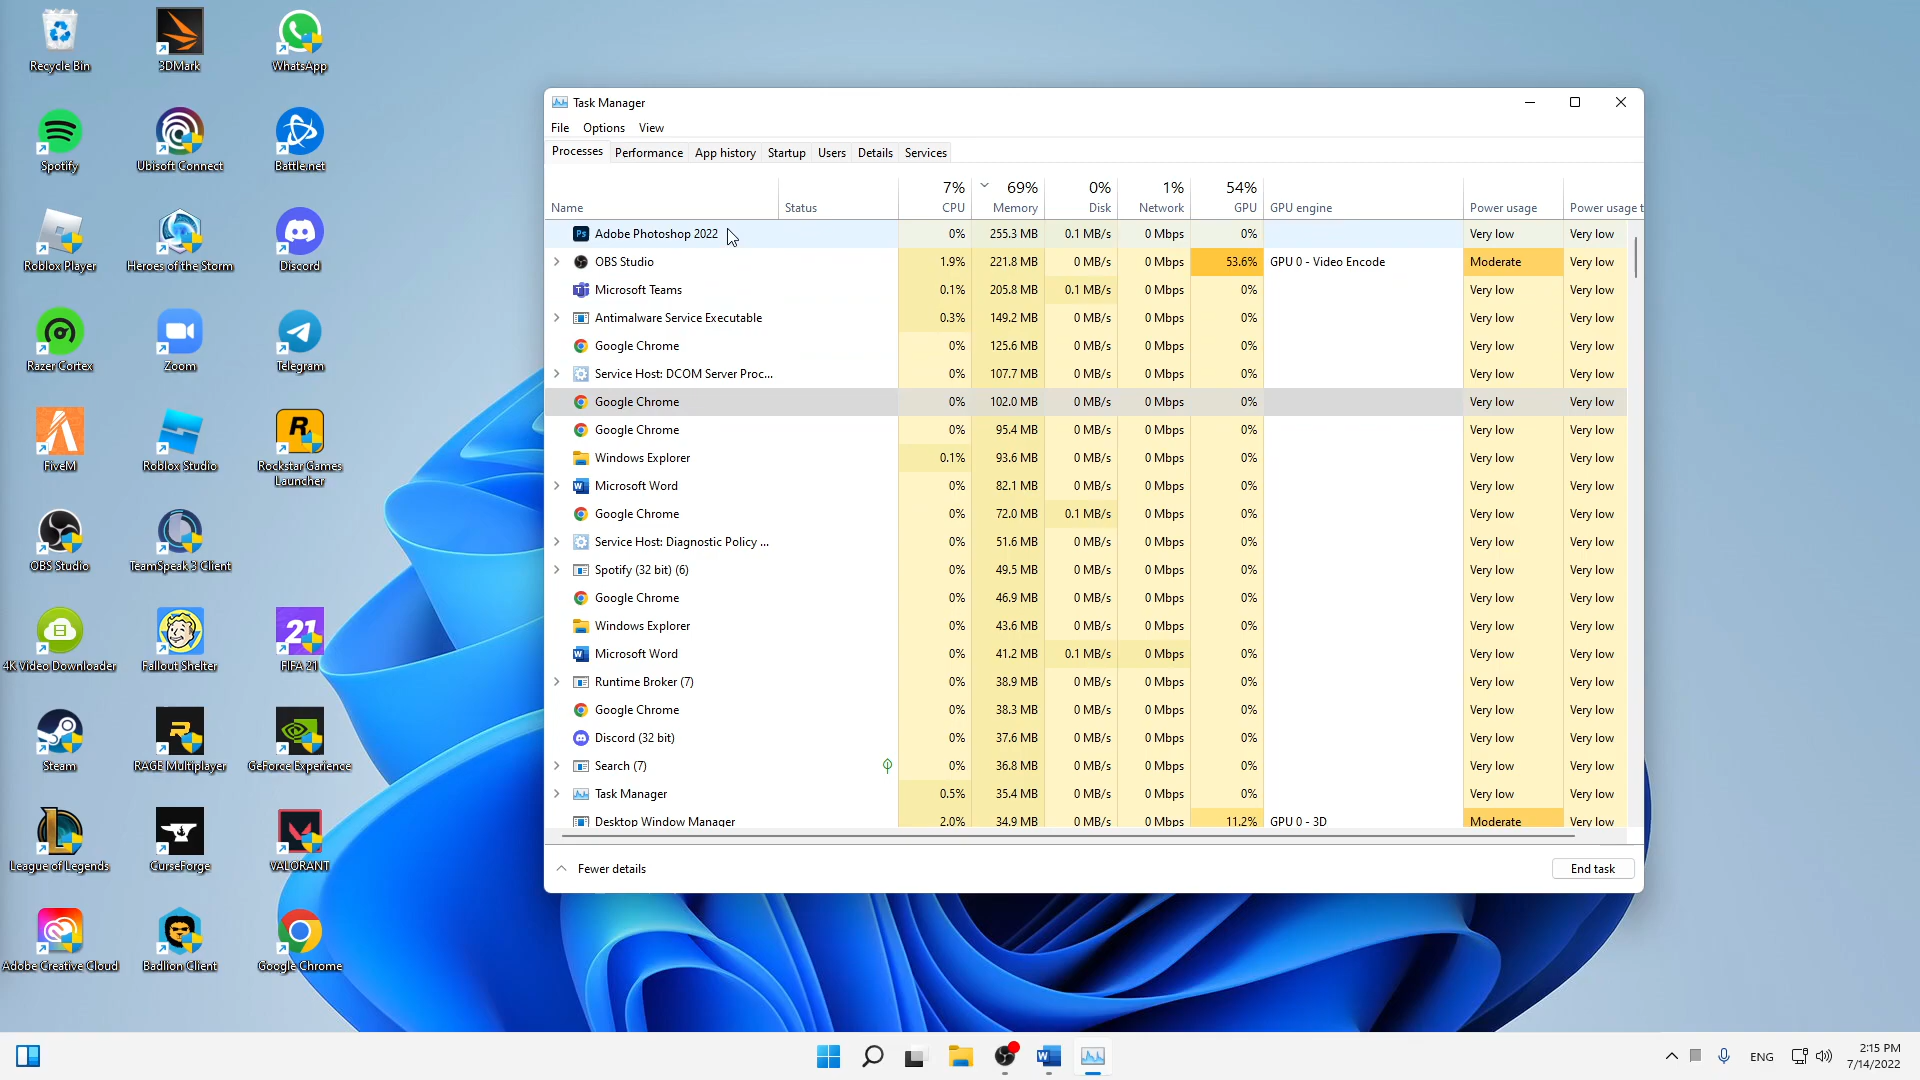 Recycle Bin
3DMark
WhatsApp
Spotify
Ubisoft Connect
Battle.net
Roblox Player
Heroes of the Storm
Discord
Razer Cortex
Zoom
Telegram
FiveM
Roblox Studio
Rockstar Games
Launcher
OBS Studio
TeamSpeak 3 Client
4K Video Downloader
Fallout Shelter
21
FIFA 21
Steam
RAGE Multiplayer
GeForce Experience
League of Legends
CurseForge
VALORANT
Adobe Creative Cloud
Badlion Client
Google Chrome
Task Manager
File Options View
Processes Performance App history Startup Users Details Services
7% 69% 0% 1% 54%
Name Status CPU Memory Disk Network GPU GPU engine Power usage Power usage t
Ps Adobe Photoshop 2022 0% 255.3 MB 0.1 MB/s 0 Mbps 0% Very low Very low
OBS Studio 1.9% 221.8 MB 0 MB/s 0 Mbps 53.6% GPU 0 - Video Encode Moderate Very low
Microsoft Teams 0.1% 205.8 MB 0.1 MB/s 0 Mbps 0% Very low Very low
Antimalware Service Executable 0.3% 149.2 MB 0 MB/s 0 Mbps 0% Very low Very low
Google Chrome 0% 125.6 MB 0 MB/s 0 Mbps 0% Very low Very low
Service Host: DCOM Server Proc... 0% 107.7 MB 0 MB/s 0 Mbps 0% Very low Very low
Google Chrome 0% 102.0 MB 0 MB/s 0 Mbps 0% Very low Very low
Google Chrome 0% 95.4 MB 0 MB/s 0 Mbps 0% Very low Very low
Windows Explorer 0.1% 93.6 MB 0 MB/s 0 Mbps 0% Very low Very low
Microsoft Word 0% 82.1 MB 0 MB/s 0 Mbps 0% Very low Very low
Google Chrome 0% 72.0 MB 0.1 MB/s 0 Mbps 0% Very low Very low
Service Host: Diagnostic Policy ... 0% 51.6 MB 0 MB/s 0 Mbps 0% Very low Very low
Spotify (32 bit) (6) 0% 49.5 MB 0 MB/s 0 Mbps 0% Very low Very low
Google Chrome 0% 46.9 MB 0 MB/s 0 Mbps 0% Very low Very low
Windows Explorer 0% 43.6 MB 0 MB/s 0 Mbps 0% Very low Very low
Microsoft Word 0% 41.2 MB 0.1 MB/s 0 Mbps 0% Very low Very low
Runtime Broker (7) 0% 38.9 MB 0 MB/s 0 Mbps 0% Very low Very low
Google Chrome 0% 38.3 MB 0 MB/s 0 Mbps 0% Very low Very low
Discord (32 bit) 0% 37.6 MB 0 MB/s 0 Mbps 0% Very low Very low
Search (7) 0% 36.8 MB 0 MB/s 0 Mbps 0% Very low Very low
Task Manager 0.5% 35.4 MB 0 MB/s 0 Mbps 0% Very low Very low
Desktop Window Manager 2.0% 34.9 MB 0 MB/s 0 Mbps 11.2% GPU 0 - 3D Moderate Very low
Fewer details End task
ENG
2:15 PM
7/14/2022